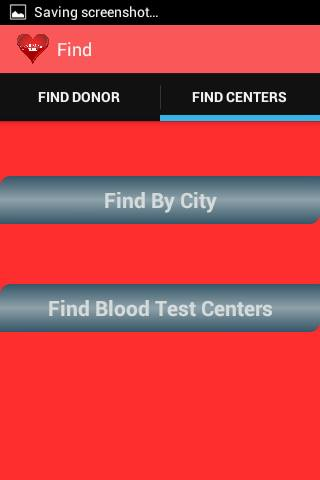 Saving screenshot...
Find
FIND DONOR
FIND CENTERS
Find By City
Find Blood Test Centers